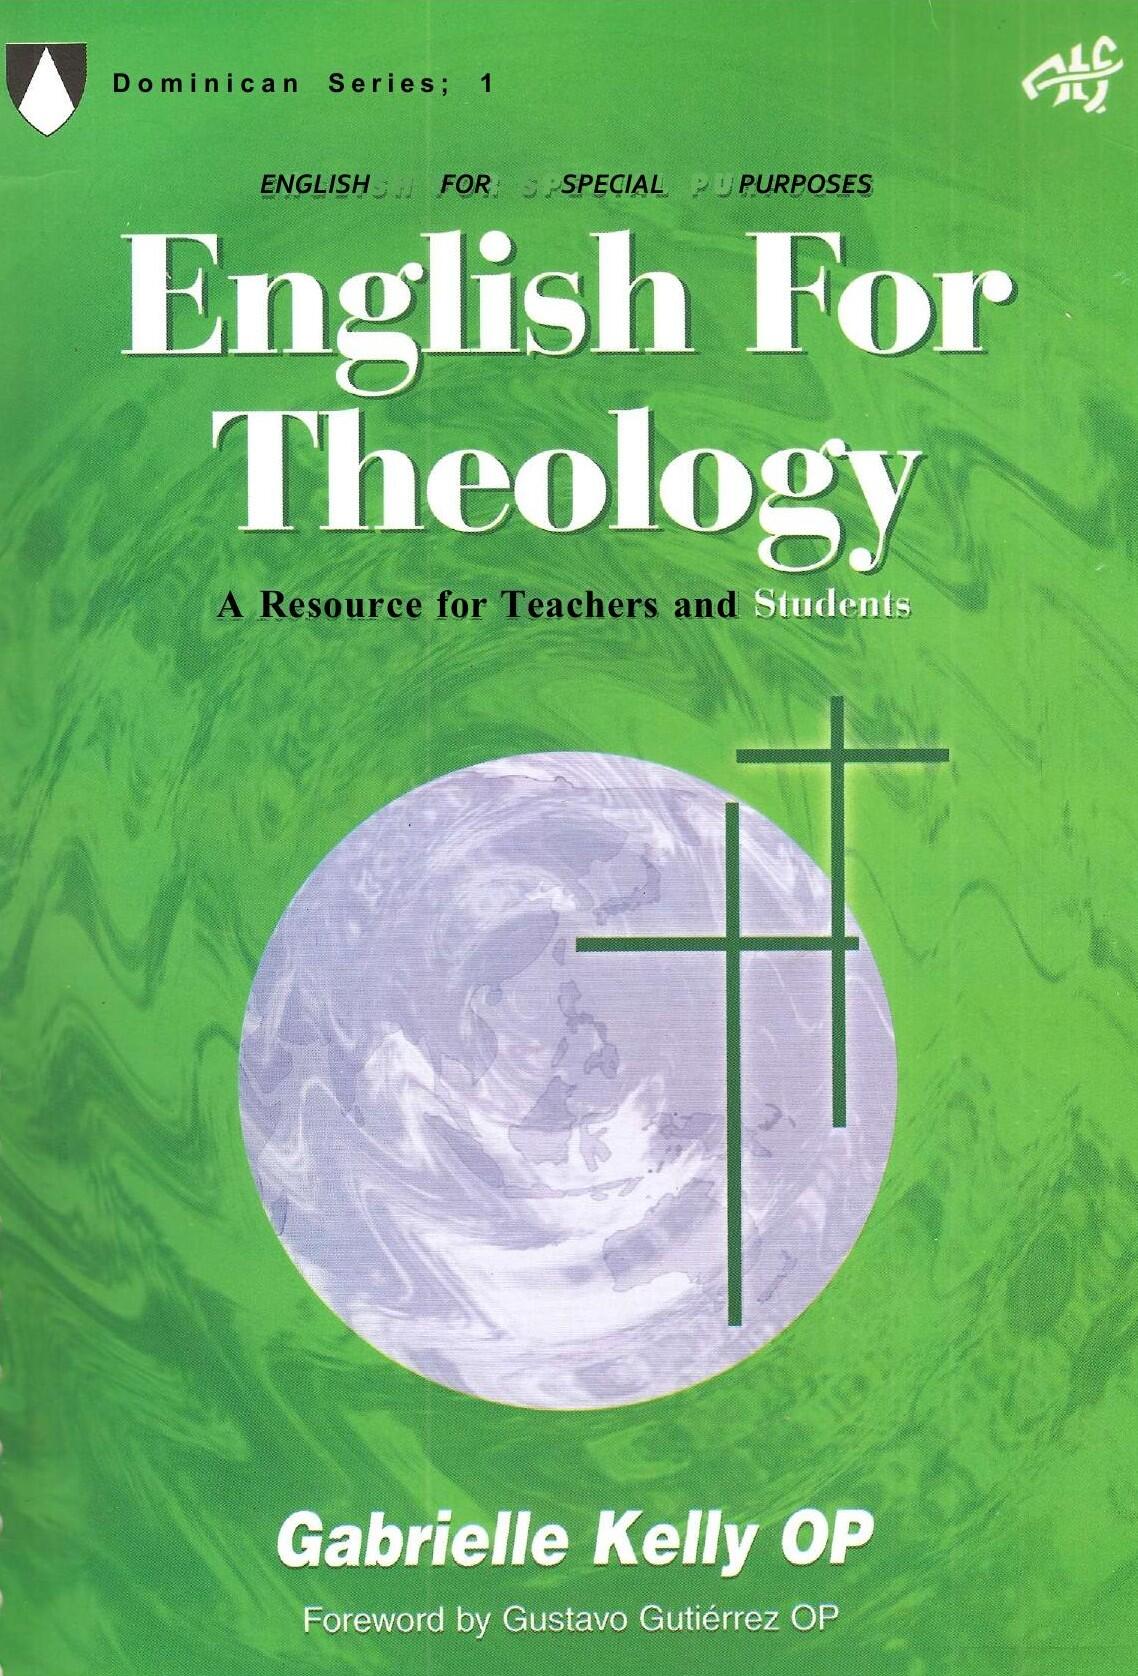 Dominican Series; 1
ENGLISH FOR SPECIAL PURPOSES
English For
Theology
A Resource for Teachers and Students
Gabrielle Kelly OP
Foreword by Gustavo Gutiérrez OP